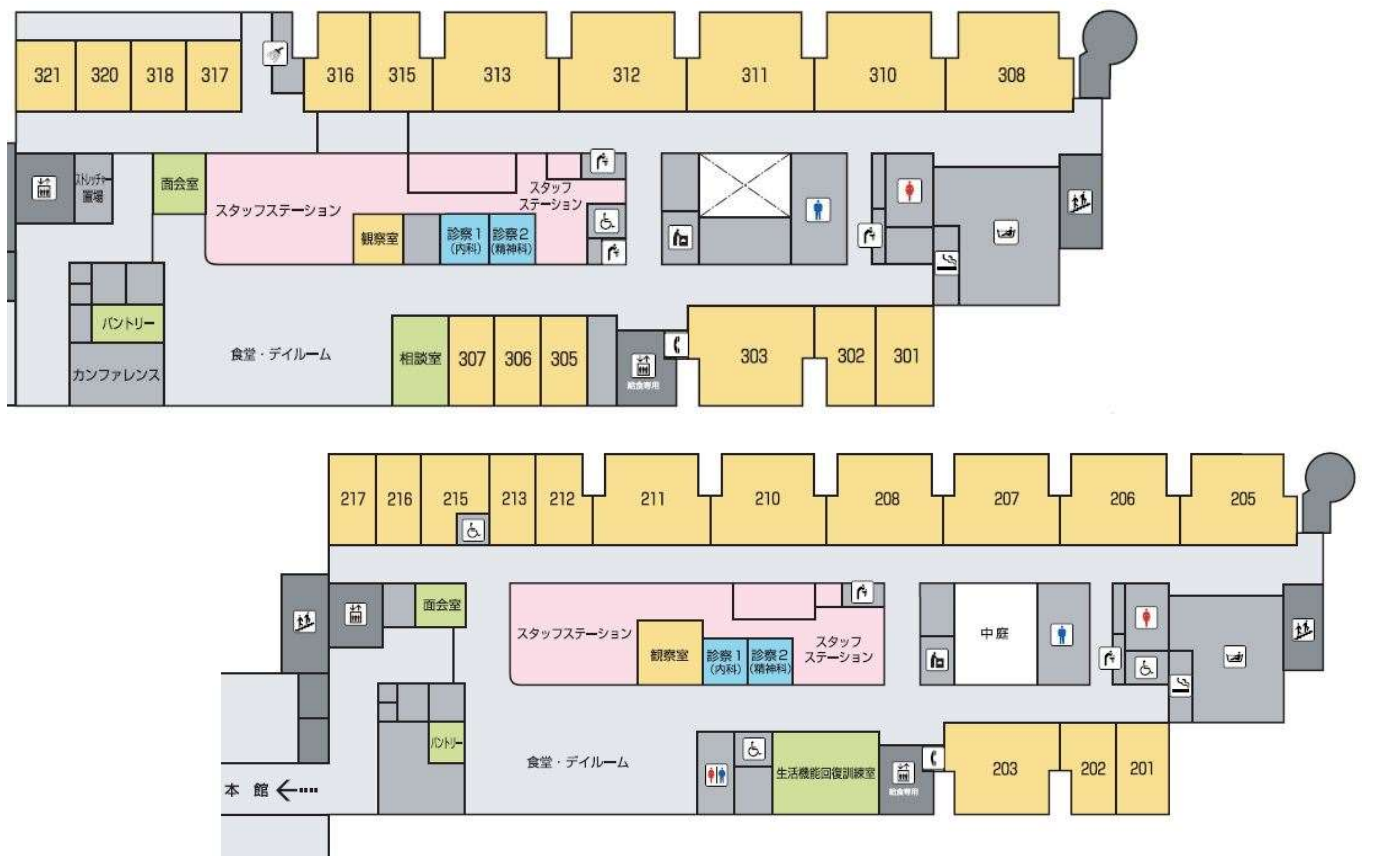 321
320
318
317
316
315
313
312
311
310
308
ストレッチャー
置場
面会室
スタッフステーション
スタッフ
ステーション
観察室
診察1
(内科)
診察2
(精神科)
パントリー
カンファレンス
食堂・デイルーム
相談室
307
306
305
給食専用
303
302
301
217
216
215
213
212
211
210
208
207
206
205
面会室
スタッフステーション
観察室
診察1
(内科)
診察2
(精神科)
スタッフ
ステーション
中庭
パントリー
食堂・デイルーム
生活機能回復訓練室
給食専用
203
202
201
本館